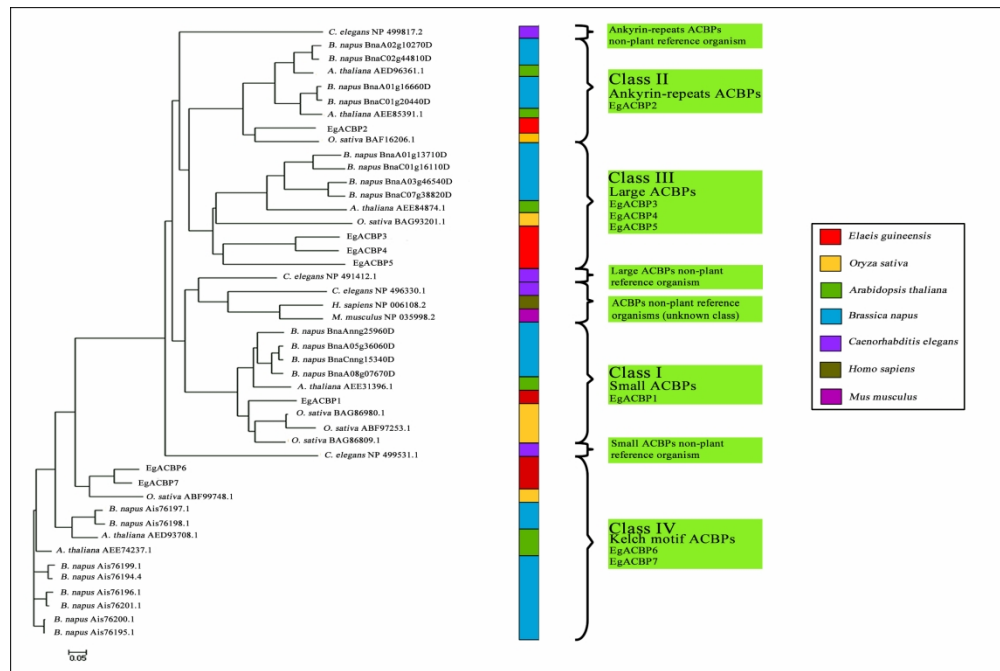 C. elegans NP 499817.2
B. napus BnaA02g10270D
B. napus BnaC02g44810D
A. thaliana AED96361.1
B. napus BnaA01g16660D
B. napus BnaC01g20440D
A. thaliana AEE85391.1
EgACBP2
O. sativa BAF16206.1
B. napus BnaA01g13710D
B. napus BnaC01g16110D
B. napus BnaA03g46540D
B. napus BnaC07g38820D
A. thaliana AEE84874.1
O. sativa BAG93201.1
EgACBP3
EgACBP4
EgACBP5
C. elegans NP 491412.1
C. elegans NP 496330.1
H. sapiens NP 006108.2
M. musculus NP 035998.2
B. napus BnaAnng25960D
B. napus BnaA05g36060D
B. napus BnaCnng15340D
B. napus BnaA08g07670D
A. thaliana AEE31396.1
EgACBP1
O. sativa BAG86980.1
O. sativa ABF97253.1
O. sativa BAG86809.1
C. elegans NP 499531.1
EgACBP6
EgACBP7
O. sativa ABF99748.1
B. napus Ais76197.1
B. napus Ais76198.1
A. thaliana AED93708.1
A. thaliana AEE74237.1
B. napus Ais76199.1
B. napus Ais76194.4
B. napus Ais76196.1
B. napus Ais76201.1
B. napus Ais76200.1
B. napus Ais76195.1
0.05
Ankyrin-repeats ACBPs
non-plant reference organism
Class II
Ankyrin-repeats ACBPs
EgACBP2
Class III
Large ACBPs
EgACBP3
EgACBP4
EgACBP5
Large ACBPs non-plant
reference organism
ACBPs non-plant reference
organisms (unknown class)
Class I
Small ACBPs
EgACBP1
Small ACBPs non-plant
reference organism
Class IV
Kelch motif ACBPs
EgACBP6
EgACBP7
Elaeis guineensis
Oryza sativa
Arabidopsis thaliana
Brassica napus
Caenorhabditis elegans
Homo sapiens
Mus musculus